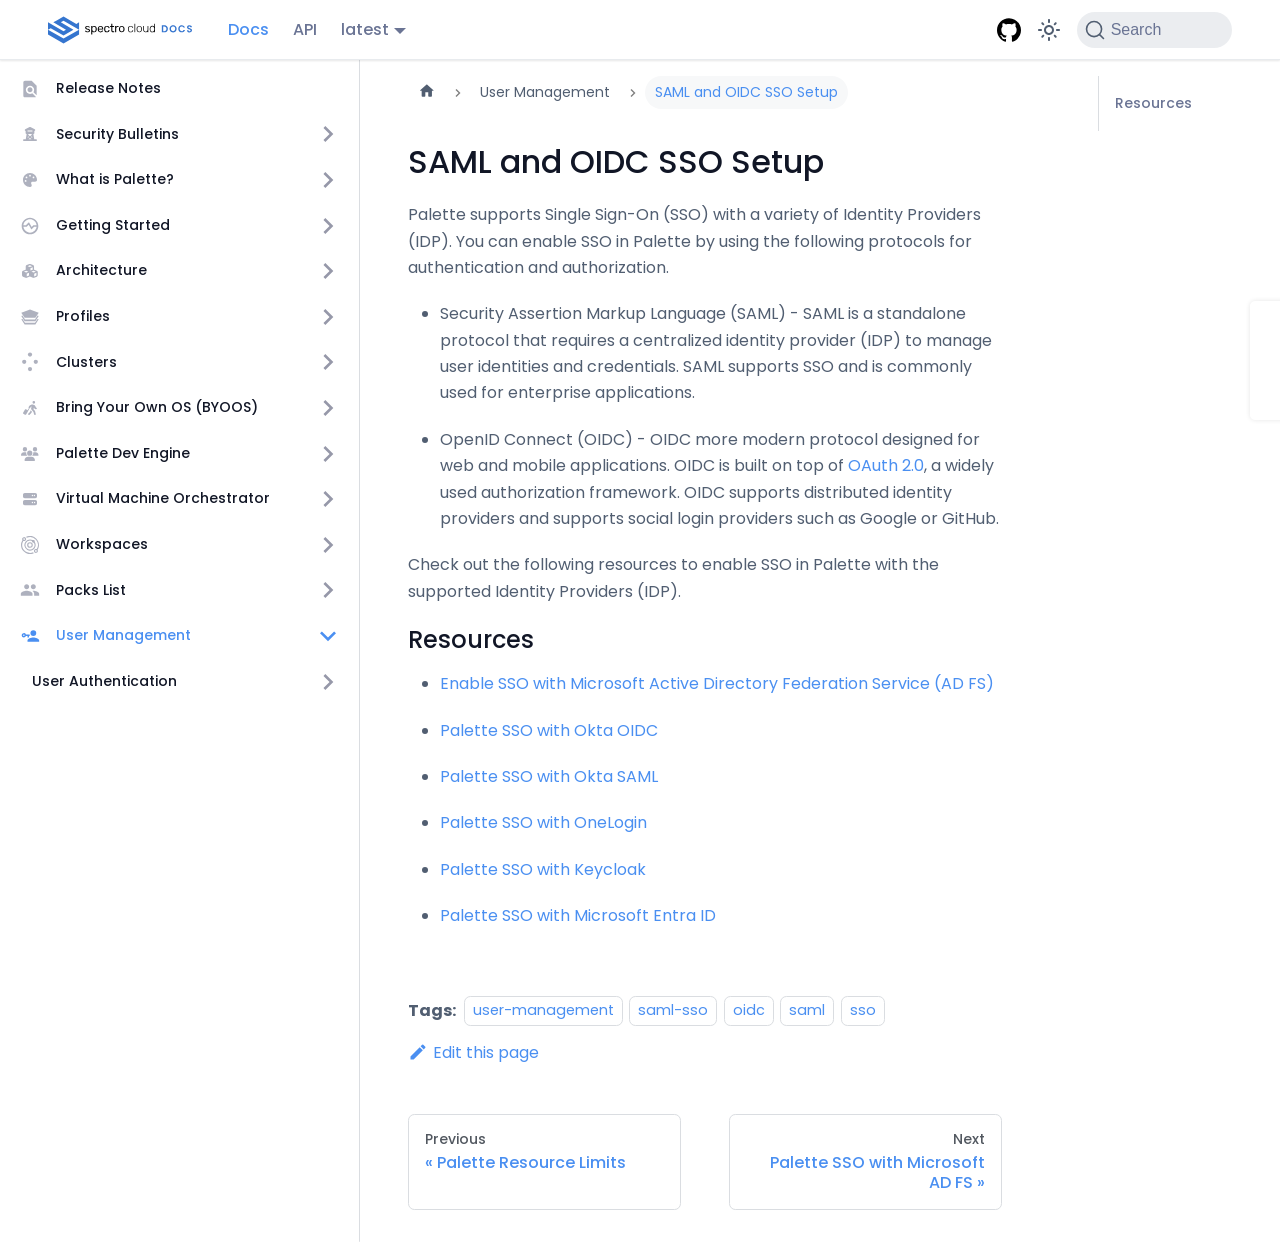 spectro cloud DOCS
Docs
API
latest
Search
Release Notes
Security Bulletins
What is Palette?
Getting Started
Architecture
Profiles
Clusters
Bring Your Own OS (BYOOS)
Palette Dev Engine
Virtual Machine Orchestrator
Workspaces
Packs List
User Management
User Authentication
User Management
SAML and OIDC SSO Setup
SAML and OIDC SSO Setup
Palette supports Single Sign-On (SSO) with a variety of Identity Providers
(IDP). You can enable SSO in Palette by using the following protocols for
authentication and authorization.
Security Assertion Markup Language (SAML) - SAML is a standalone
protocol that requires a centralized identity provider (IDP) to manage
user identities and credentials. SAML supports SSO and is commonly
used for enterprise applications.
OpenID Connect (OIDC) - OIDC more modern protocol designed for
web and mobile applications. OIDC is built on top of OAuth 2.0, a widely
used authorization framework. OIDC supports distributed identity
providers and supports social login providers such as Google or GitHub.
Check out the following resources to enable SSO in Palette with the
supported Identity Providers (IDP).
Resources
Enable SSO with Microsoft Active Directory Federation Service (AD FS)
Palette SSO with Okta OIDC
Palette SSO with Okta SAML
Palette SSO with OneLogin
Palette SSO with Keycloak
Palette SSO with Microsoft Entra ID
Tags: user-management saml-sso oidc saml sso
Edit this page
Previous
« Palette Resource Limits
Next
Palette SSO with Microsoft
AD FS »
Resources